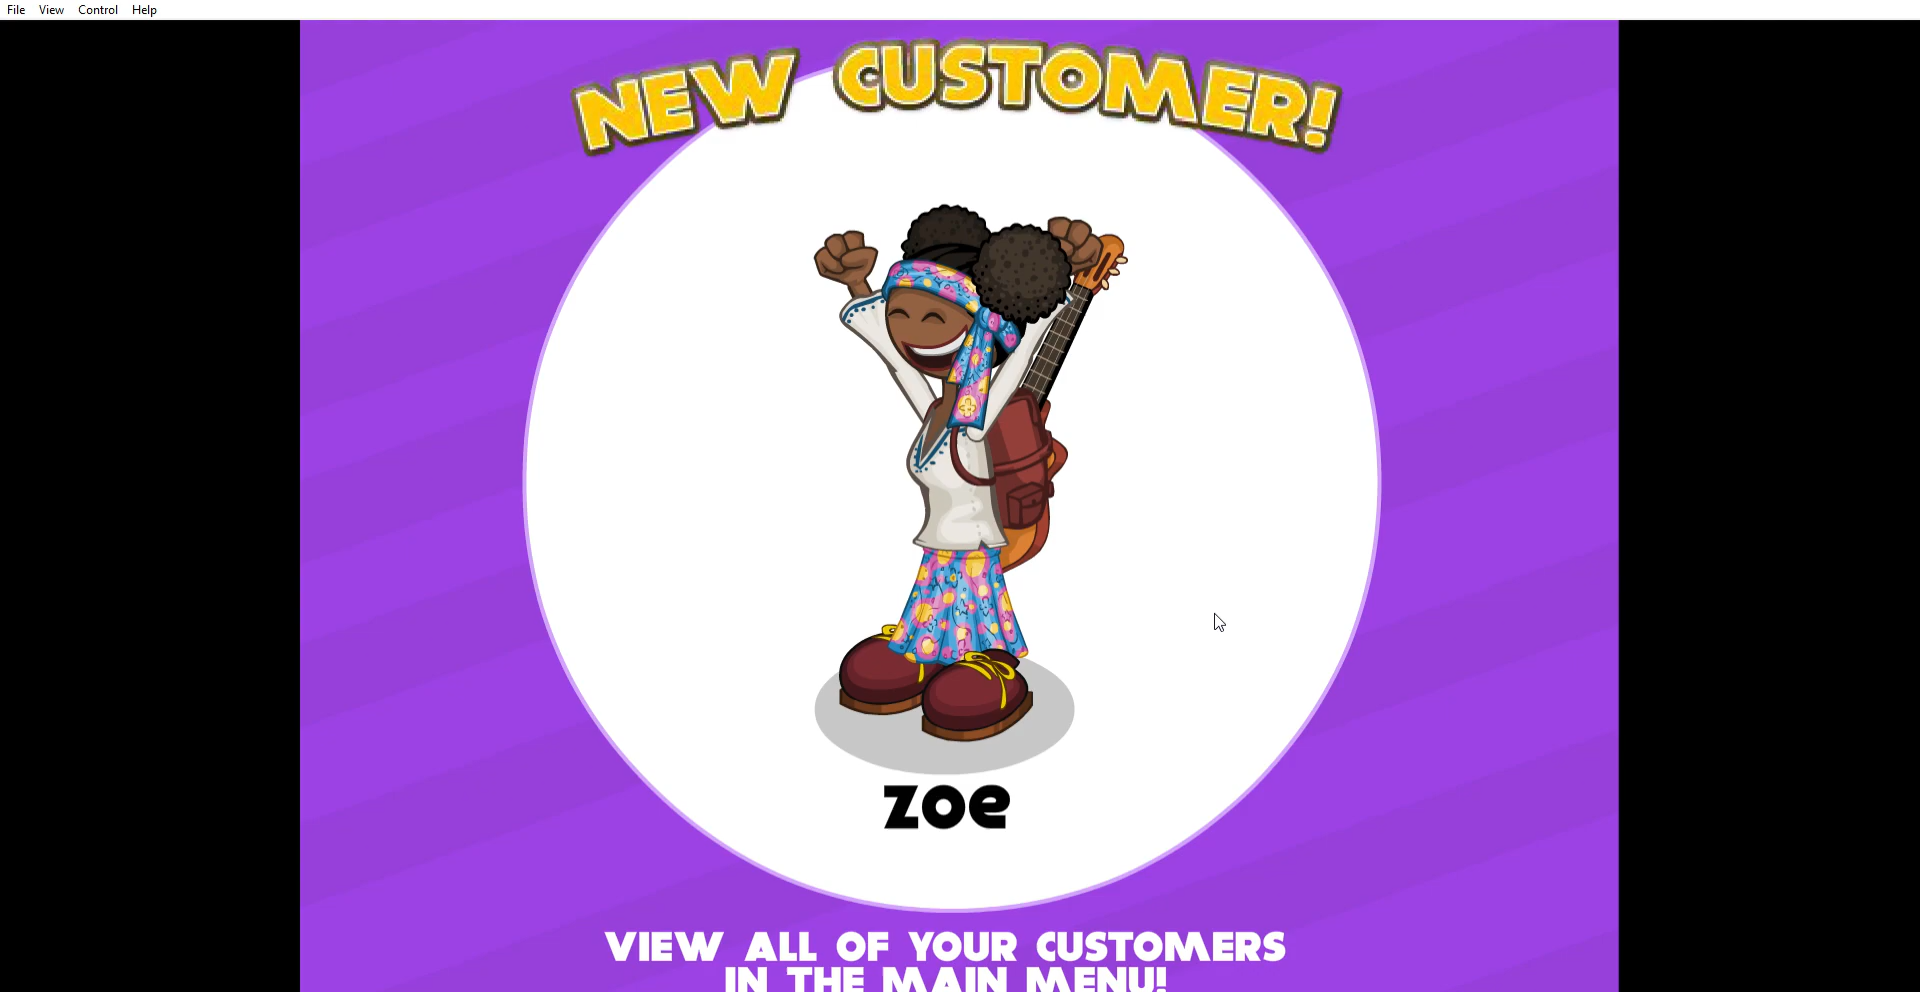 File View Control Help
NEW CUSTOMER!
zoe
VIEW ALL OF YOUR CUSTOMERS
IN THE MAIN MENU!